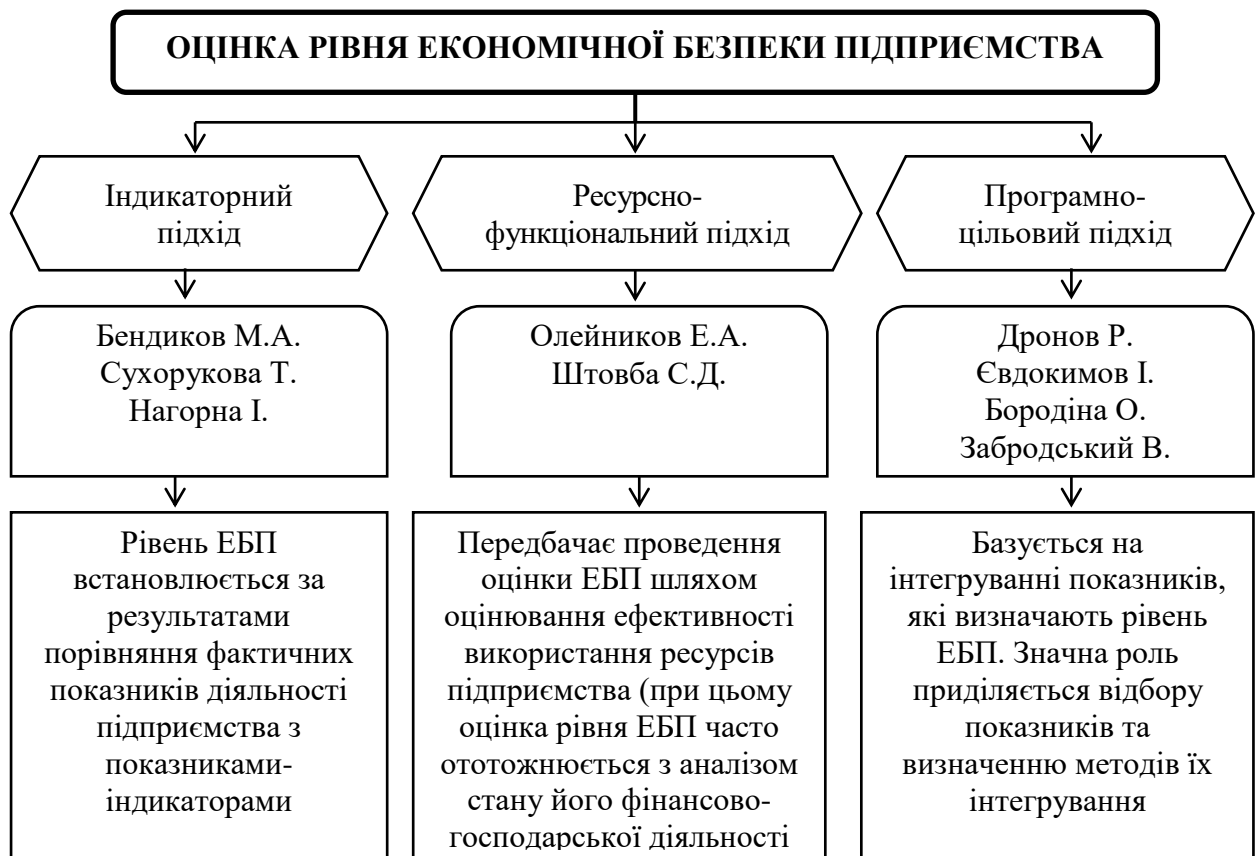 ОЦІНКА РІВНЯ ЕКОНОМІЧНОЇ БЕЗПЕКИ ПІДПРИЄМСТВА
Індикаторний
підхід
Ресурсно-
функціональний підхід
Програмно-
цільовий підхід
Бендиков М.А.
Сухорукова Т.
Нагорна І.
Олейников Е.А.
Штовба С.Д.
Дронов Р.
Євдокимов І.
Бородіна О.
Забродський В.
Рівень ЕБП
встановлюється за
результатами
порівняння фактичних
показників діяльності
підприємства з
показниками-
індикаторами
Передбачає проведення
оцінки ЕБП шляхом
оцінювання ефективності
використання ресурсів
підприємства (при цьому
оцінка рівня ЕБП часто
ототожнюється з аналізом
стану його фінансово-
господарської діяльності
Базується на
інтегруванні показників,
які визначають рівень
ЕБП. Значна роль
приділяється відбору
показників та
визначенню методів їх
інтегрування